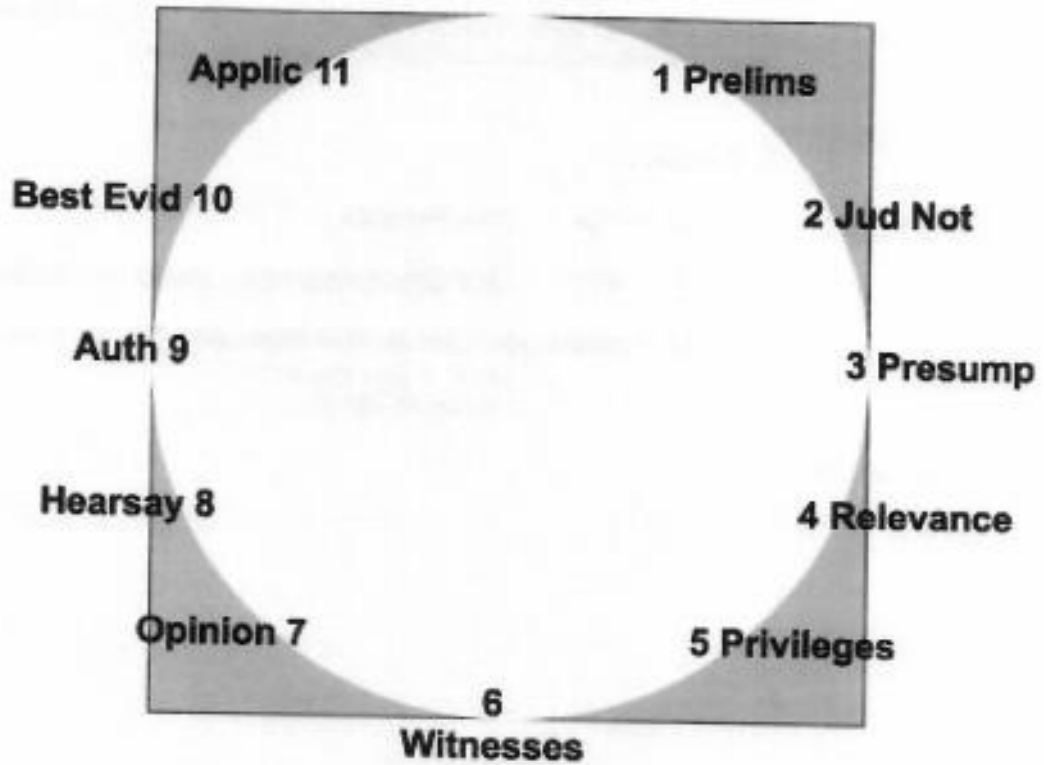 Applic 11
1 Prelims
Best Evid 10
2 Jud Not
Auth 9
3 Presump
Hearsay 8
4 Relevance
Opinion 7
5 Privileges
6
Witnesses